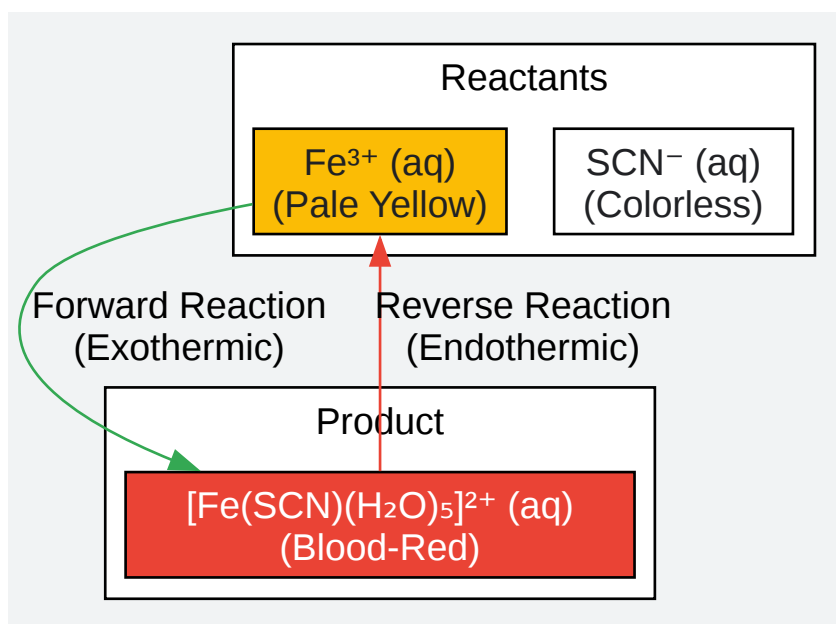 Reactants
Fe³⁺ (aq)
(Pale Yellow)
SCN⁻ (aq)
(Colorless)
Forward Reaction
(Exothermic)
Reverse Reaction
(Endothermic)
Product
[Fe(SCN)(H₂O)₅]²⁺ (aq)
(Blood-Red)